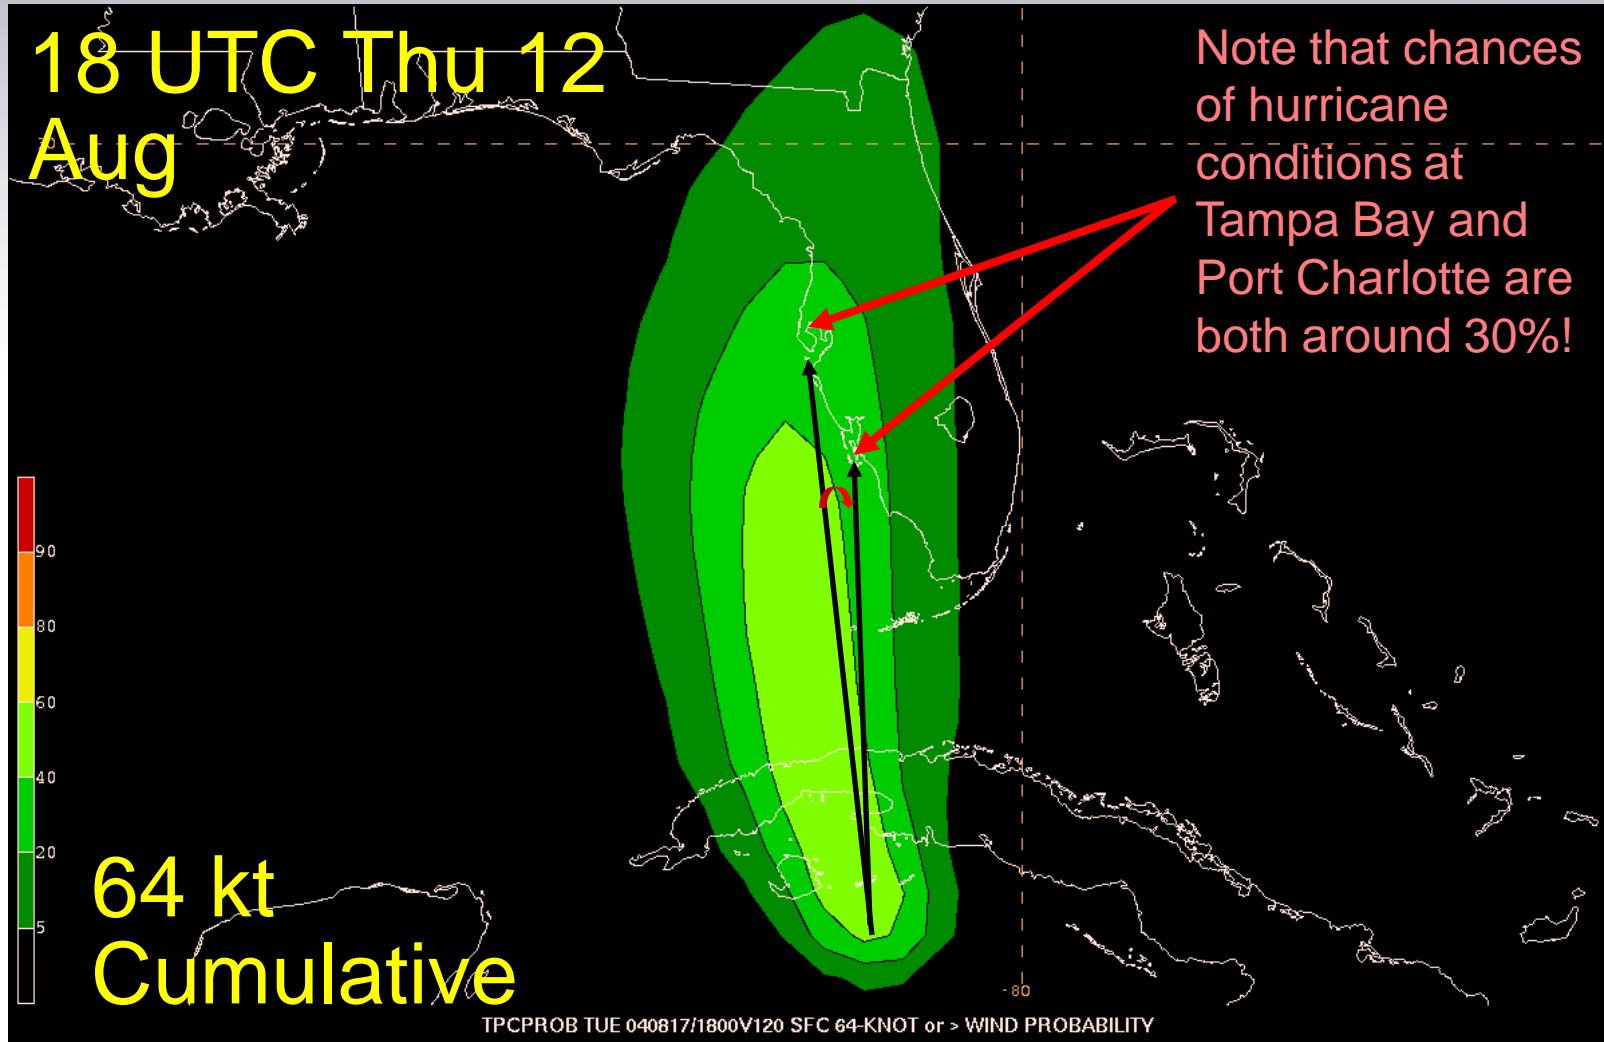 18 UTC Thu 12
Aug
Note that chances
of hurricane
conditions at
Tampa Bay and
Port Charlotte are
both around 30%!
30
90
80
60
40
20
5
64 kt
Cumulative
-80
TPCPROB TUE 040817/1800V120 SFC 64-KNOT or > WIND PROBABILITY